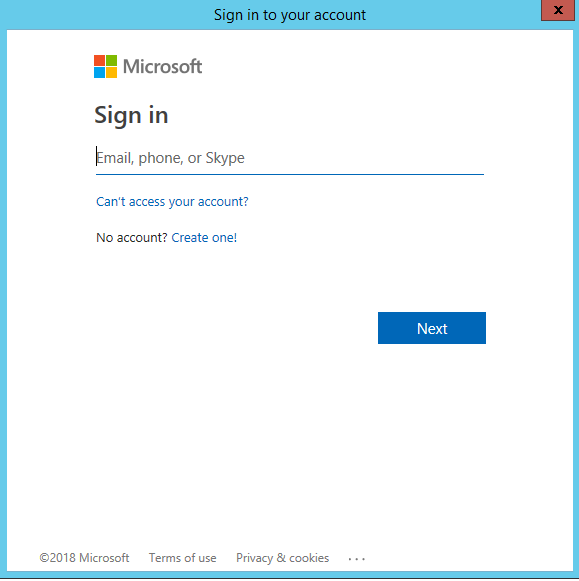 Sign in to your account
x
Microsoft
Sign in
Email, phone, or Skype
Can't access your account?
No account? Create one!
Next
©2018 Microsoft Terms of use Privacy & cookies ...